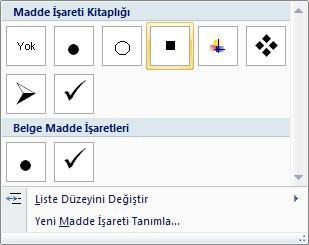 Madde İşareti Kitaplığı
Yok
Belge Madde İşaretleri
Liste Düzeyini Değiştir
Yeni Madde İşareti Tanımla...